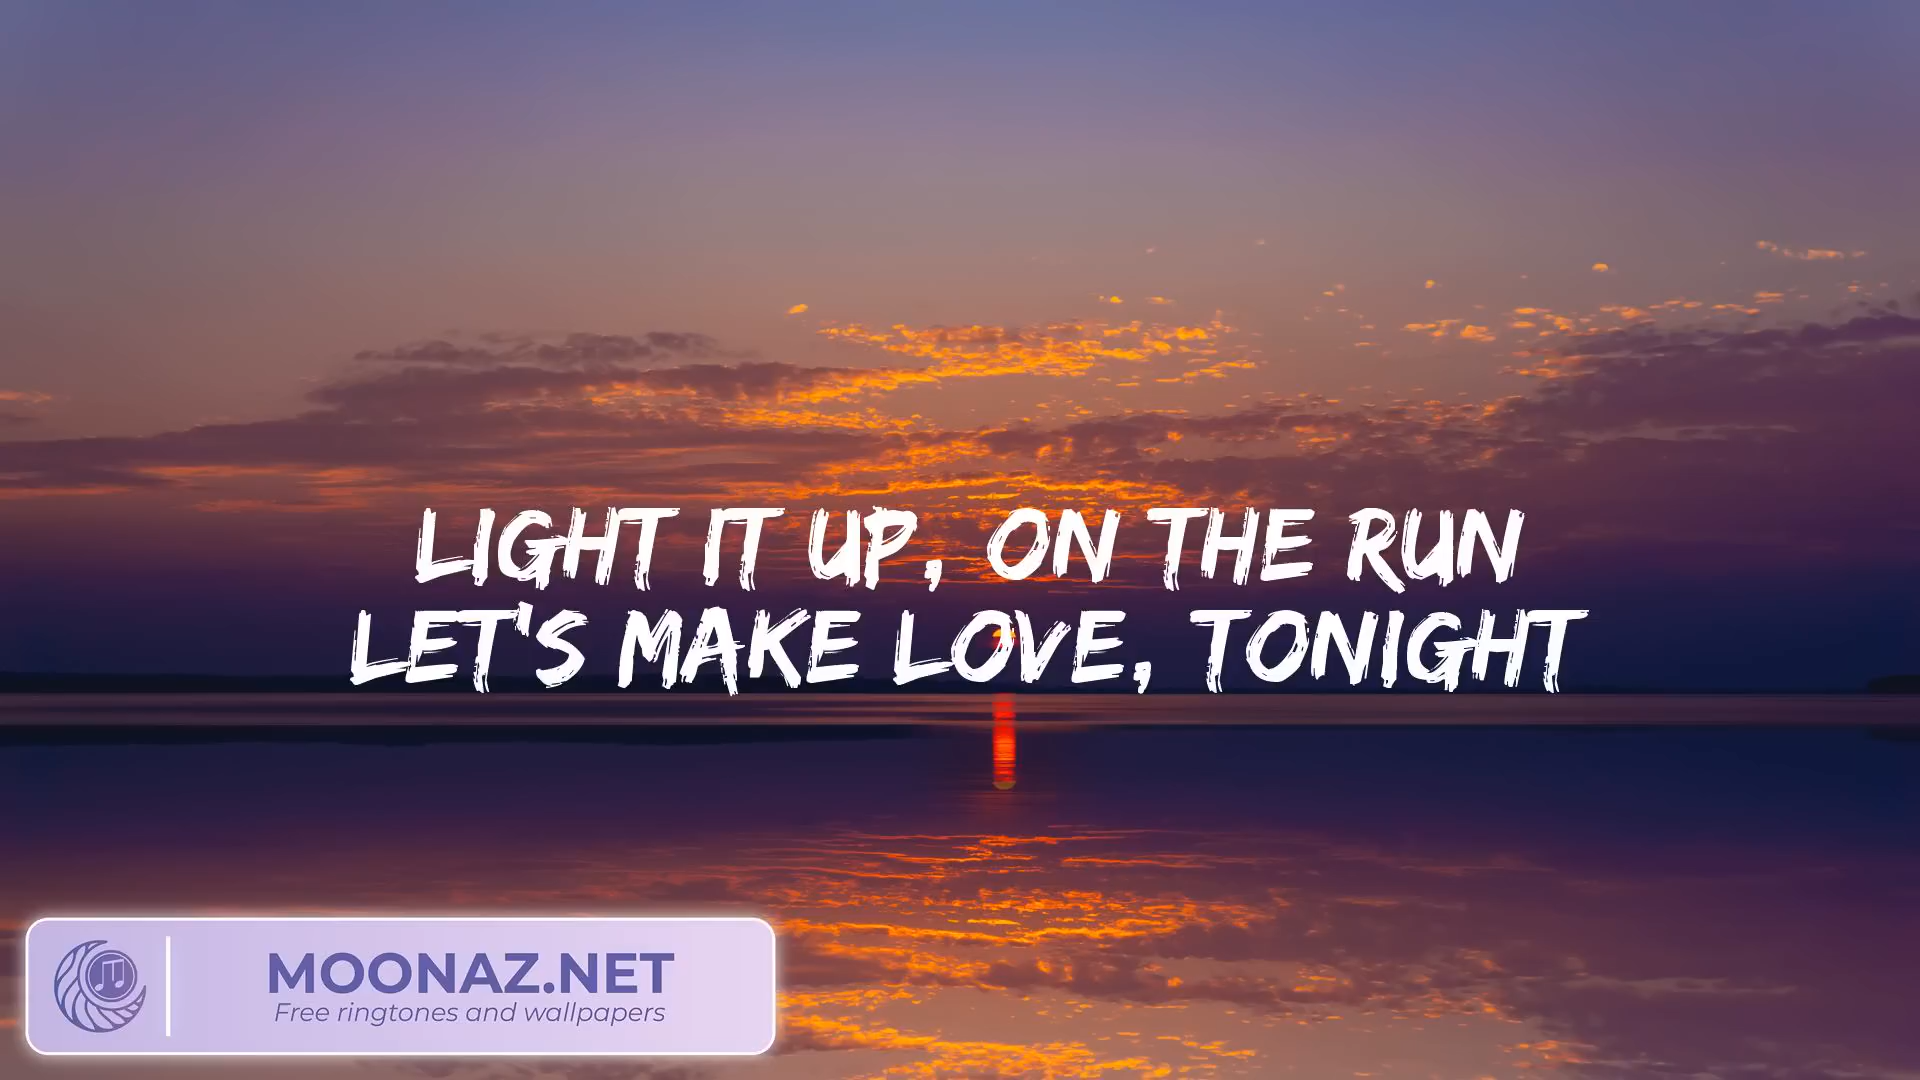 LIGHT IT UP, ON THE RUN
LET'S MAKE LOVE, TONIGHT
MOONAZ.NET
Free ringtones and wallpapers